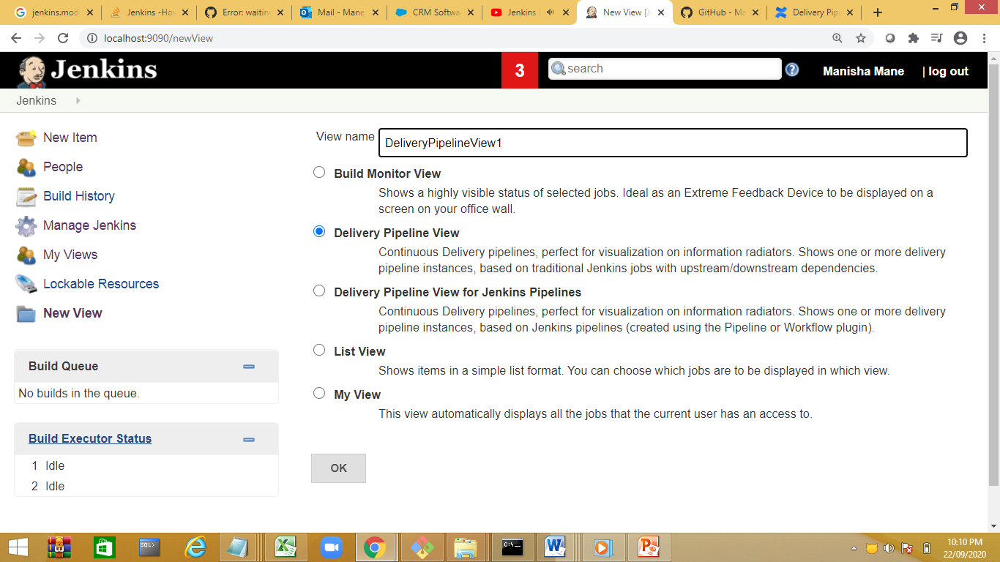 jenkins.mod
Jenkins -Ho
Error: waitin
Mail - Mane
CRM Softwa
Jenkins
New View [J
GitHub - Ma
Delivery Pip
localhost:9090/newView
Jenkins
3
search
Manisha Mane
| log out
Jenkins
New Item
People
Build History
Manage Jenkins
My Views
Lockable Resources
New View
Build Queue
No builds in the queue.
Build Executor Status
1 Idle
2 Idle
View name DeliveryPipelineView1
Build Monitor View
Shows a highly visible status of selected jobs. Ideal as an Extreme Feedback Device to be displayed on a
screen on your office wall.
Delivery Pipeline View
Continuous Delivery pipelines, perfect for visualization on information radiators. Shows one or more delivery
pipeline instances, based on traditional Jenkins jobs with upstream/downstream dependencies.
Delivery Pipeline View for Jenkins Pipelines
Continuous Delivery pipelines, perfect for visualization on information radiators. Shows one or more delivery
pipeline instances, based on Jenkins pipelines (created using the Pipeline or Workflow plugin).
List View
Shows items in a simple list format. You can choose which jobs are to be displayed in which view.
My View
This view automatically displays all the jobs that the current user has an access to.
OK
SQL>
C:\
10:10 PM
22/09/2020